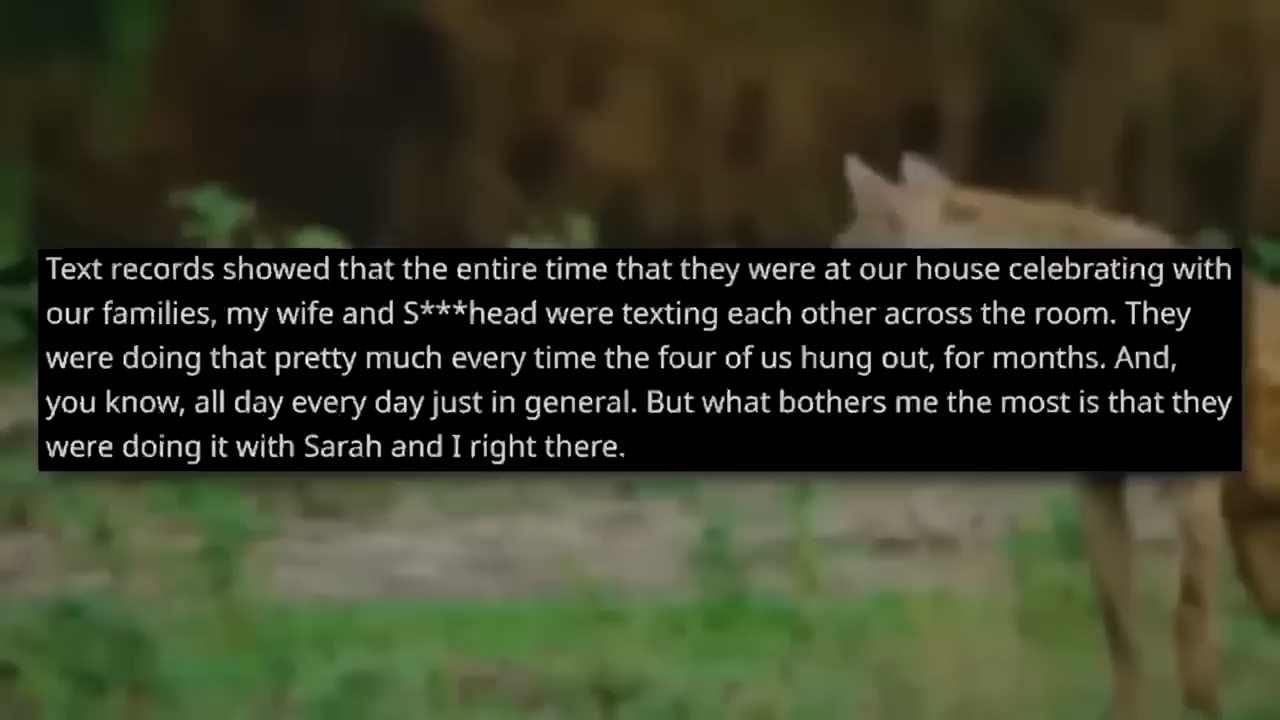 Text records showed that the entire time that they were at our house celebrating with
our families, my wife and S***head were texting each other across the room. They
were doing that pretty much every time the four of us hung out, for months. And,
you know, all day every day just in general. But what bothers me the most is that they
were doing it with Sarah and I right there.